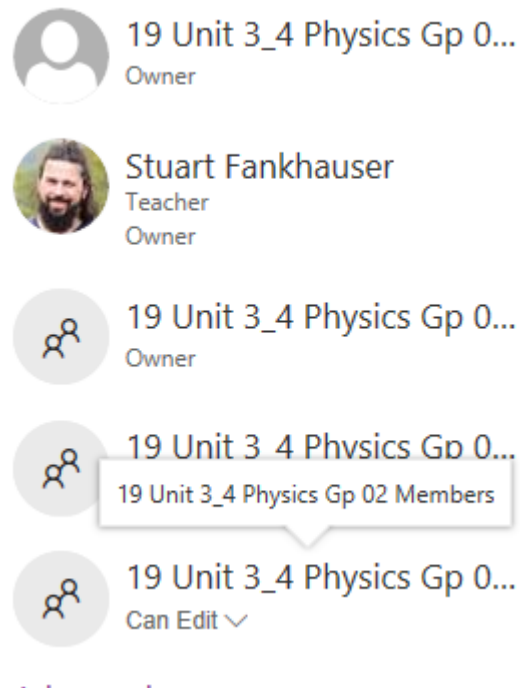 19 Unit 3_4 Physics Gp 0...
Owner
Stuart Fankhauser
Teacher
Owner
19 Unit 3_4 Physics Gp 0...
Owner
19 Unit 3_4 Physics Gp 0...
19 Unit 3_4 Physics Gp 02 Members
19 Unit 3_4 Physics Gp 0...
Can Edit